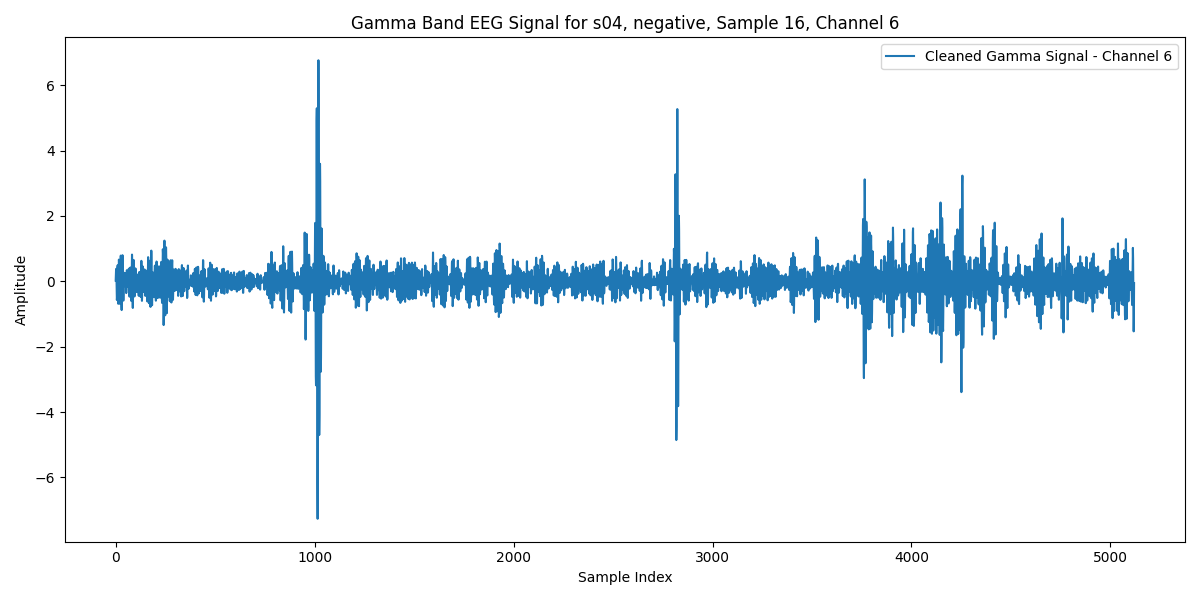 Gamma Band EEG Signal for s04, negative, Sample 16, Channel 6
Cleaned Gamma Signal - Channel 6
Amplitude
6
4
2
0
−2
−4
−6
0 1000 2000 3000 4000 5000
Sample Index